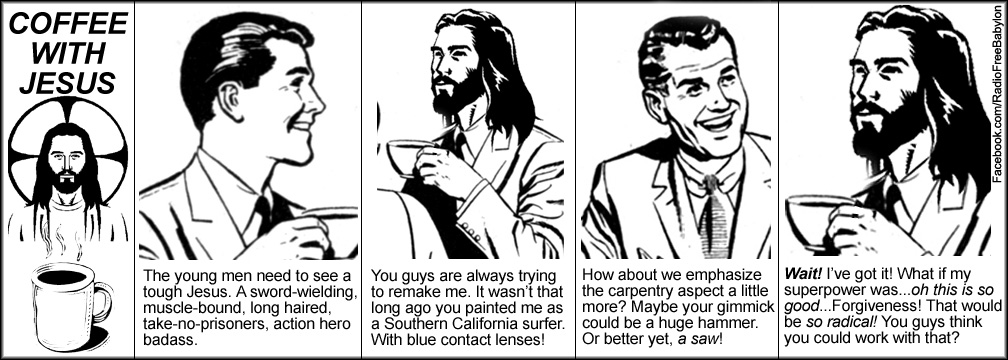 COFFEE
WITH
JESUS
The young men need to see a
tough Jesus. A sword-wielding,
muscle-bound, long haired,
take-no-prisoners, action hero
badass.
You guys are always trying
to remake me. It wasn't that
long ago you painted me as
a Southern California surfer.
With blue contact lenses!
How about we emphasize
the carpentry aspect a little
more? Maybe your gimmick
could be a huge hammer.
Or better yet, a saw!
Wait! I've got it! What if my
superpower was...oh this is so
good...Forgiveness! That would
be so radical! You guys think
you could work with that?
Facebook.com/RadioFreeBabylon